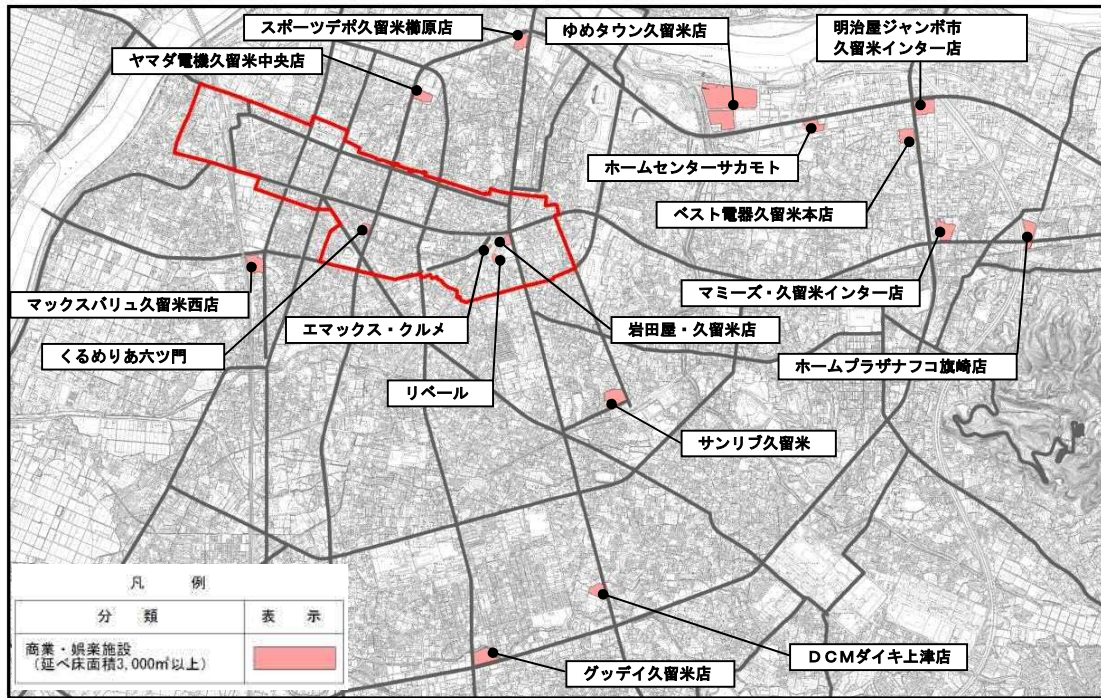 スポーツデポ久留米櫛原店
ゆめタウン久留米店
明治屋ジャンボ市
久留米インター店
ヤマダ電機久留米中央店
ホームセンターサカモト
ベスト電器久留米本店
マックスバリュ久留米西店
エマックス・クルメ
岩田屋・久留米店
マミーズ・久留米インター店
くるめりあ六ツ門
リベール
ホームプラザナフコ旗崎店
サンリブ久留米
DCMダイキ上津店
グッデイ久留米店
凡 例
分 類
表 示
商業・娯楽施設
(延べ床面積3,000㎡以上)